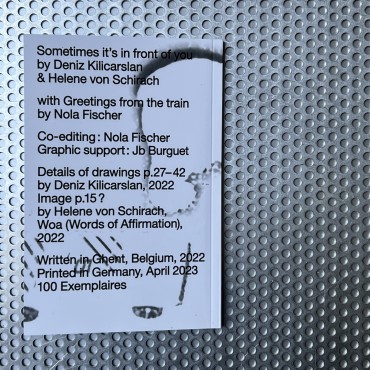 Sometimes it's in front of you
by Deniz Kilicarslan
& Helene von Schirach
with Greetings from the train
by Nola Fischer
Co-editing: Nola Fischer
Graphic support: Jb Burguet
Details of drawings p.27–42
by Deniz Kilicarslan, 2022
Image p.15?
by Helene von Schirach,
Woa (Words of Affirmation),
2022
Written in Ghent, Belgium, 2022
Printed in Germany, April 2023
100 Exemplaires